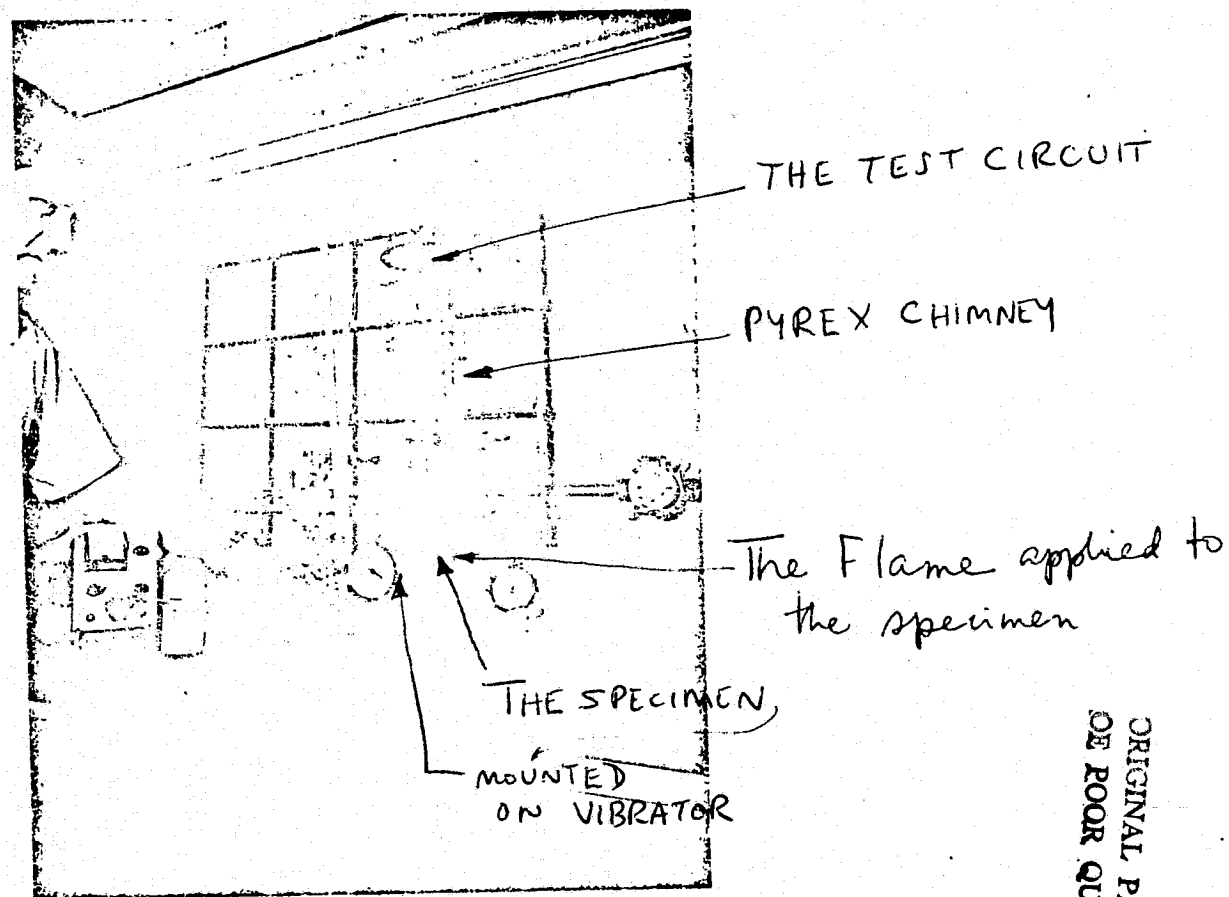 THE TEST CIRCUIT
PYREX CHIMNEY
The Flame applied to
the specimen
THE SPECIMEN,
MOUNTED
ON VIBRATOR
ORIGINAL
OF POOR